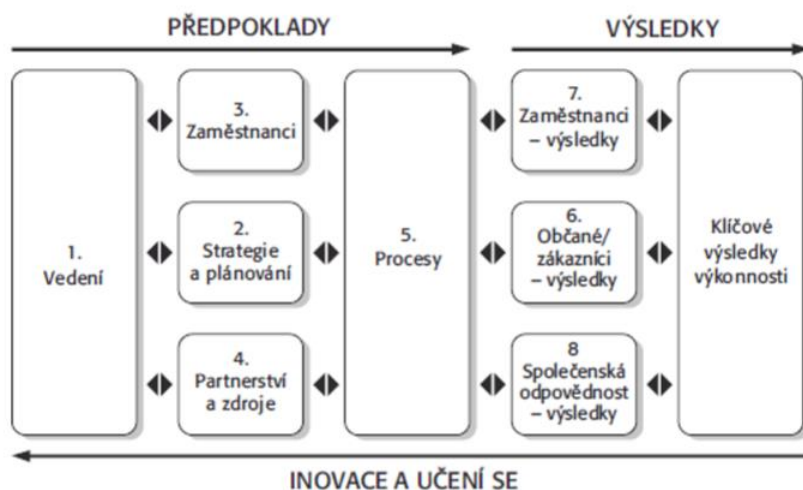 PŘEDPOKLADY
VÝSLEDKY
1.
Vedení
3.
Zaměstnanci
2.
Strategie
a plánování
4.
Partnerství
a zdroje
5.
Procesy
7.
Zaměstnanci
– výsledky
6.
Občané/
zákazníci
– výsledky
8
Společenská
odpovědnost
– výsledky
Klíčové
výsledky
výkonnosti
INOVACE A UČENÍ SE